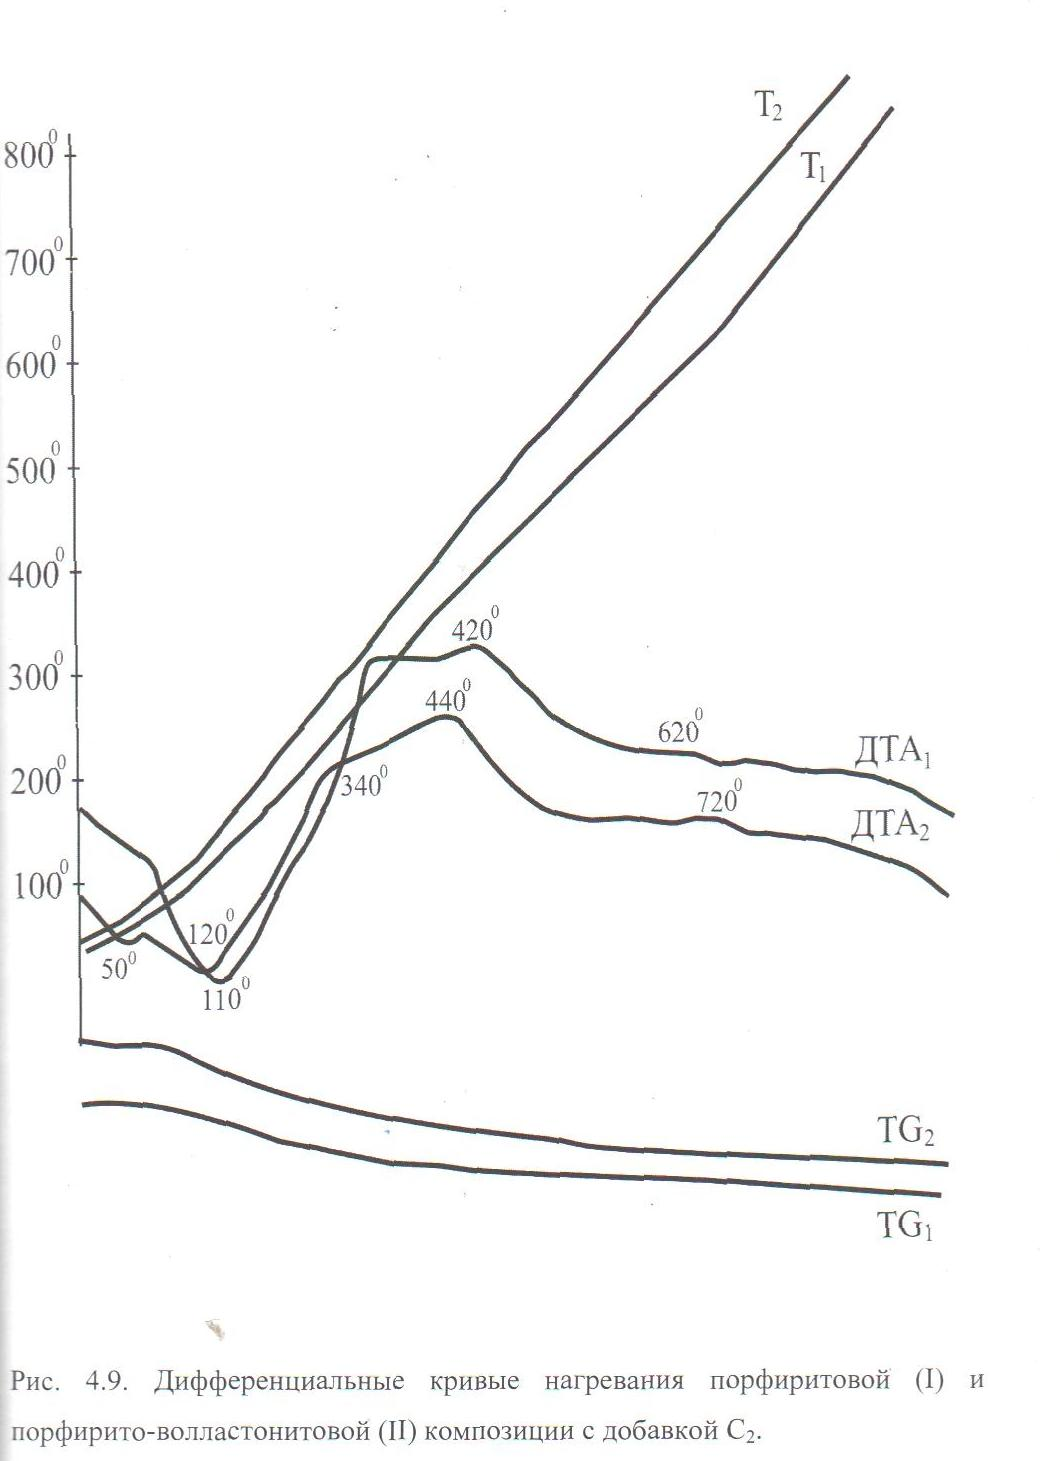 T₂
T₁
800⁰
700⁰
600⁰
500⁰
400⁰
420⁰
300⁰
440⁰
620⁰
ДТА₁
200⁰
340⁰
720⁰
ДТА₂
100⁰
120⁰
50⁰
110⁰
TG₂
TG₁
Рис. 4.9. Дифференциальные кривые нагревания порфиритовой (I) и
порфирито-волластонитовой (II) композиции с добавкой С₂.